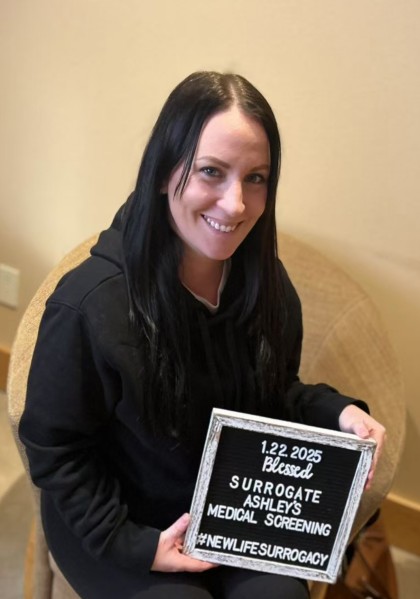 1.22.2025
Blessed
SURROGATE
ASHLEY'S
MEDICAL SCREENING
#NEWLIFESURROGACY